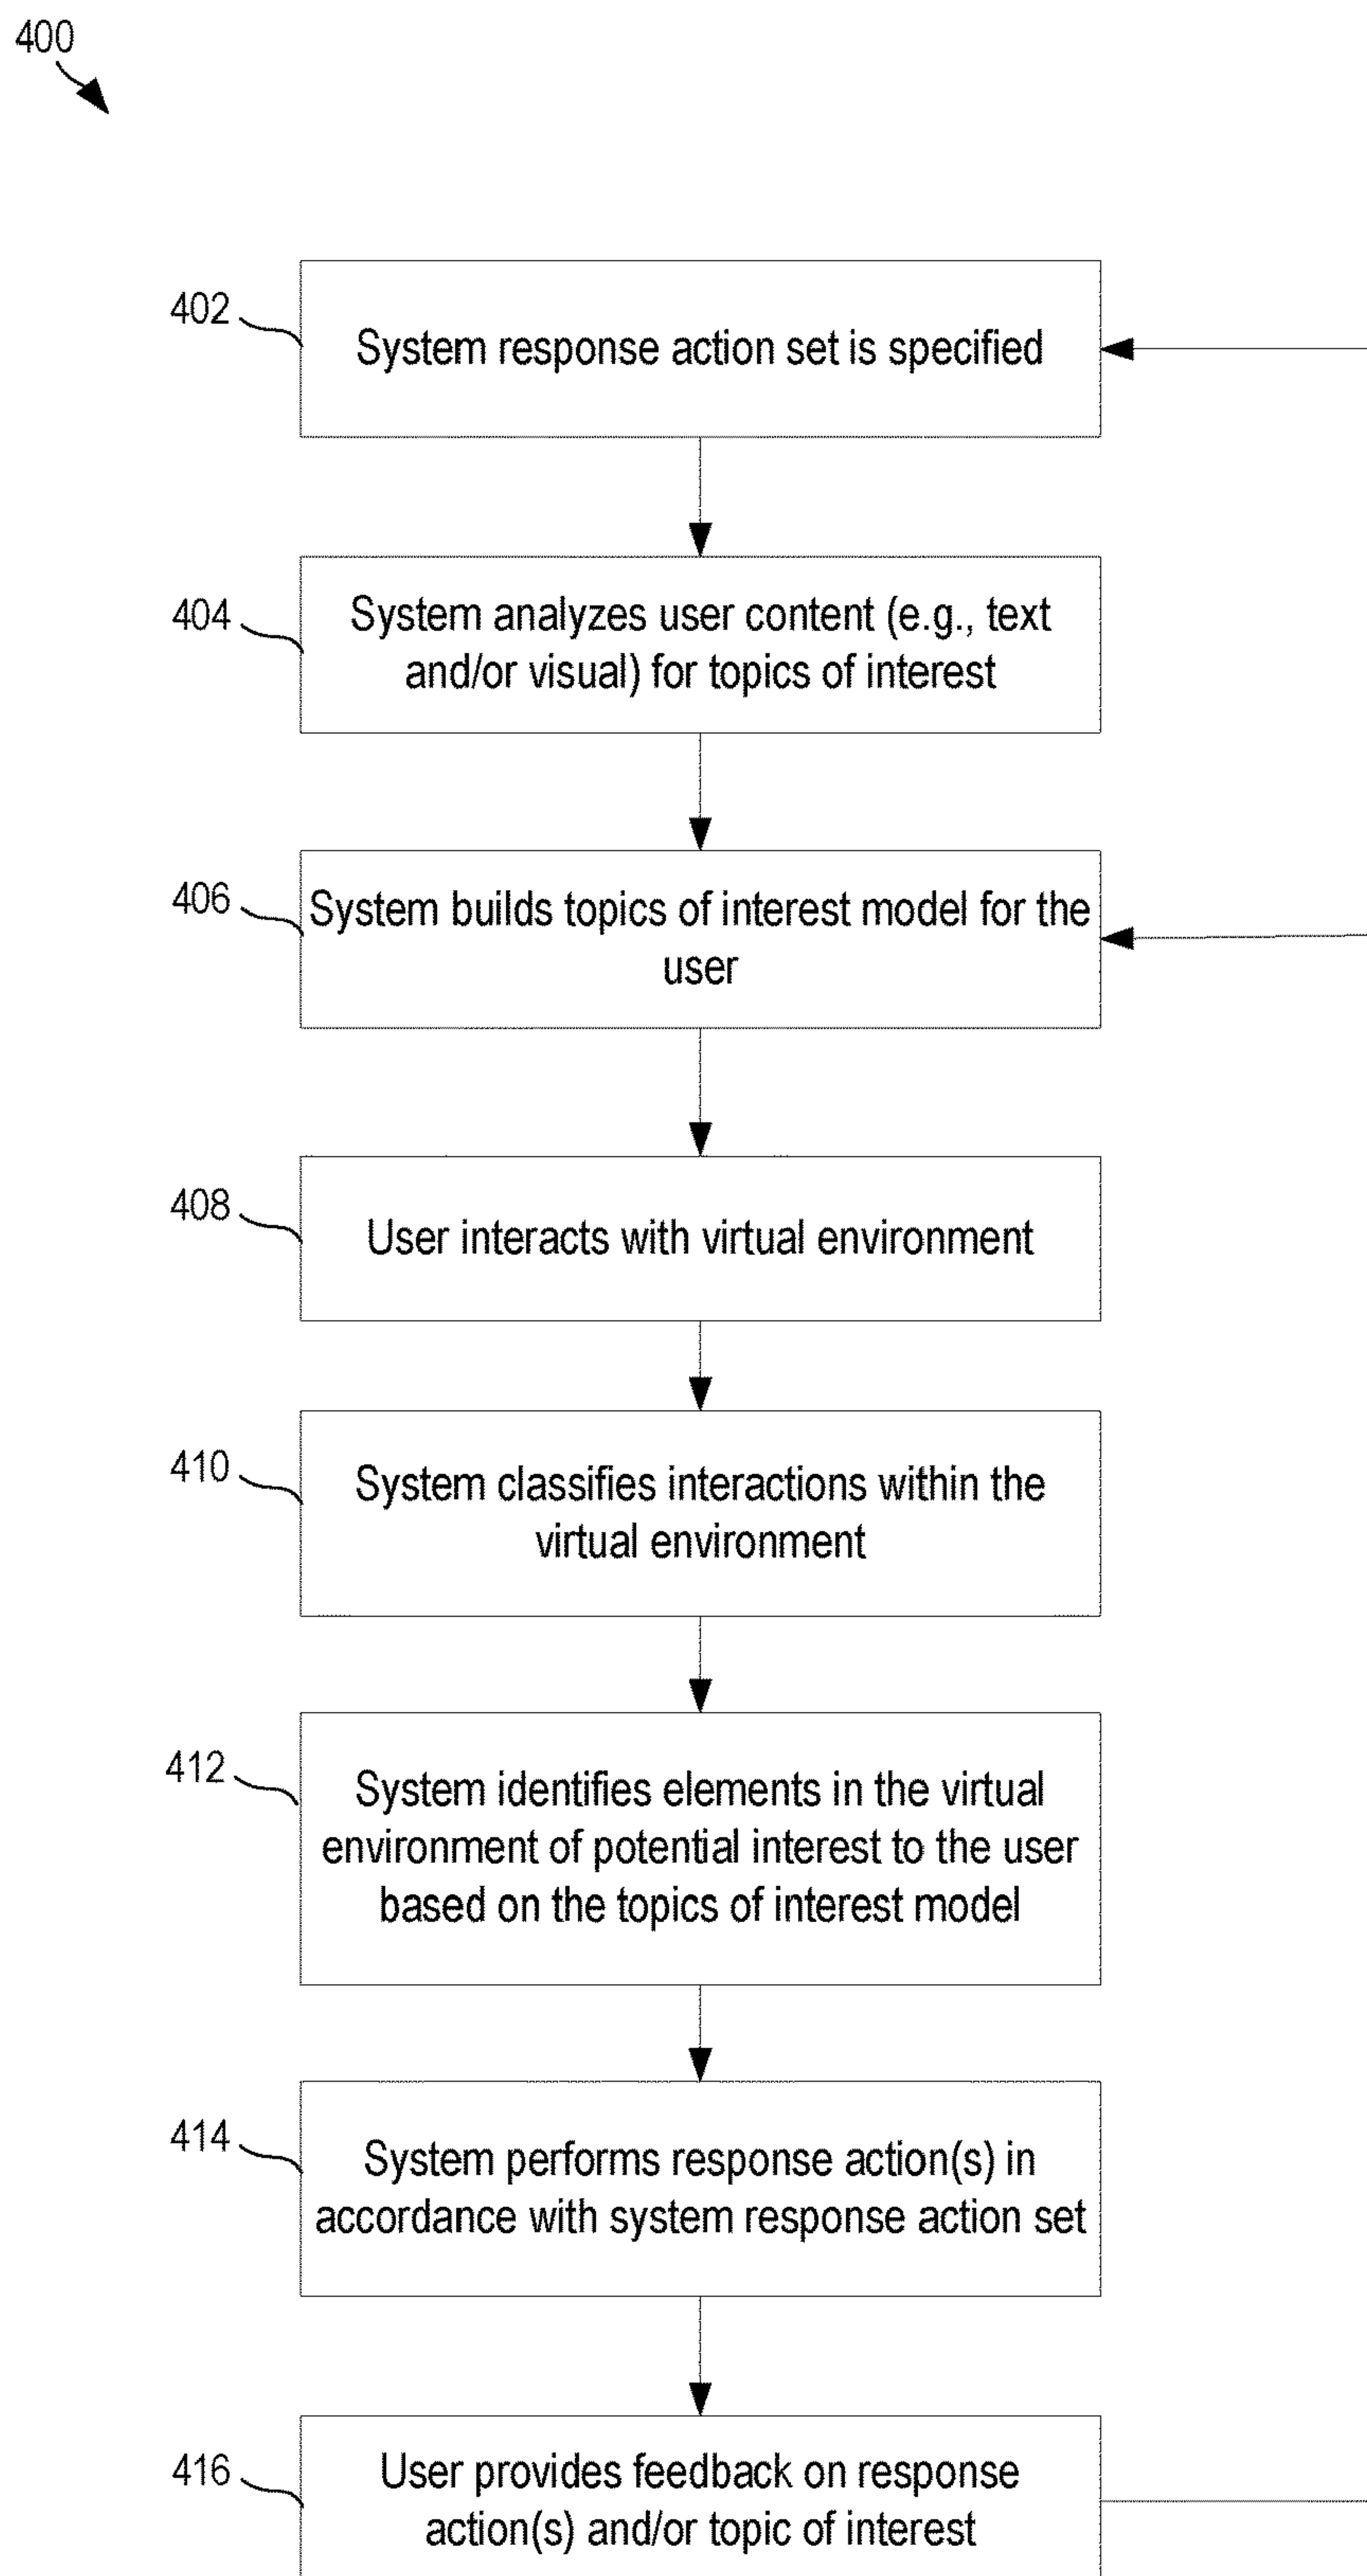 400
402
System response action set is specified
404
System analyzes user content (e.g., text
and/or visual) for topics of interest
406
System builds topics of interest model for the
user
408
User interacts with virtual environment
410
System classifies interactions within the
virtual environment
412
System identifies elements in the virtual
environment of potential interest to the user
based on the topics of interest model
414
System performs response action(s) in
accordance with system response action set
416
User provides feedback on response
action(s) and/or topic of interest